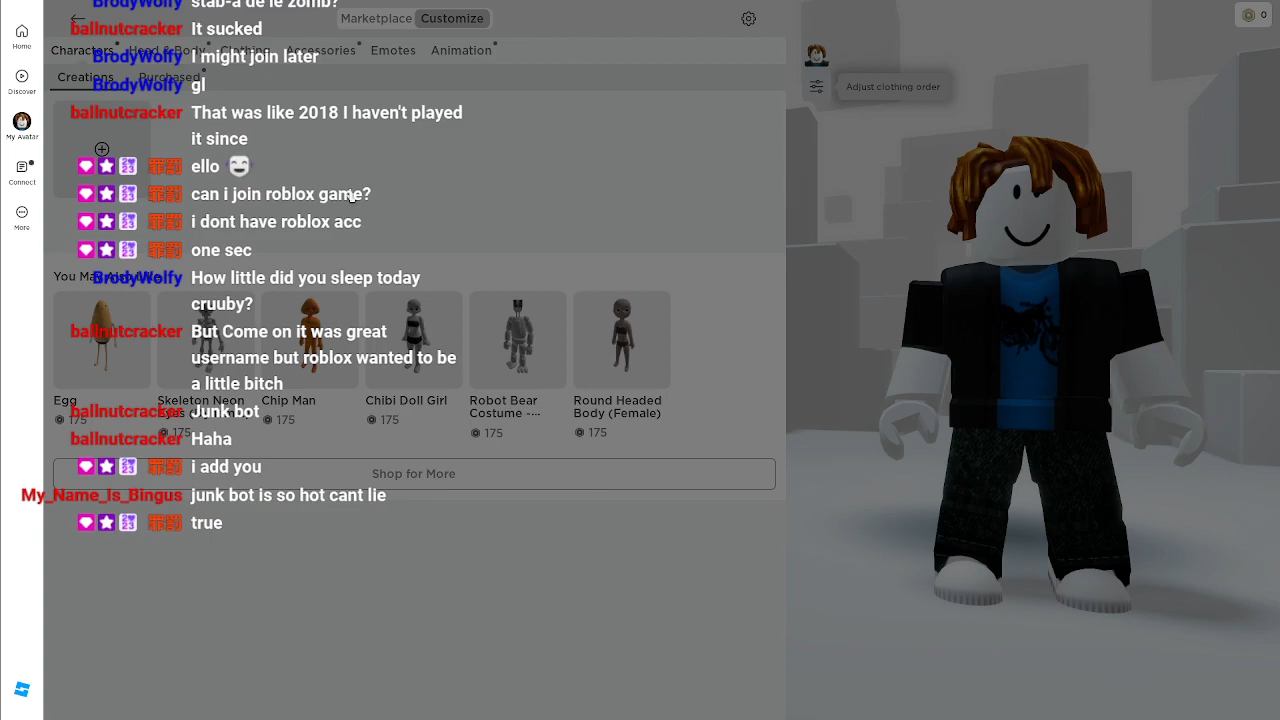 stab-a de le zomb?
Marketplace Customize
0
Home
ballnutcracker It sucked
Characters Head & Body Clothing Accessories Emotes Animation
BrodyWolfy I might join later
Creations Purchased
BrodyWolfy gl
Discover
Adjust clothing order
ballnutcracker That was like 2018 I haven't played
it since
My Avatar
ello
Connect
can i join roblox game?
i dont have roblox acc
More
one sec
You May Also Like
BrodyWolfy How little did you sleep today
cruuby?
ballnutcracker But Come on it was great
username but roblox wanted to be
a little bitch
Egg
175
Skeleton Neon
175
Chip Man
175
Chibi Doll Girl
175
Robot Bear
Costume -...
175
Round Headed
Body (Female)
175
ballnutcracker Junk bot
ballnutcracker Haha
i add you
Shop for More
My_Name_Is_Bingus junk bot is so hot cant lie
true